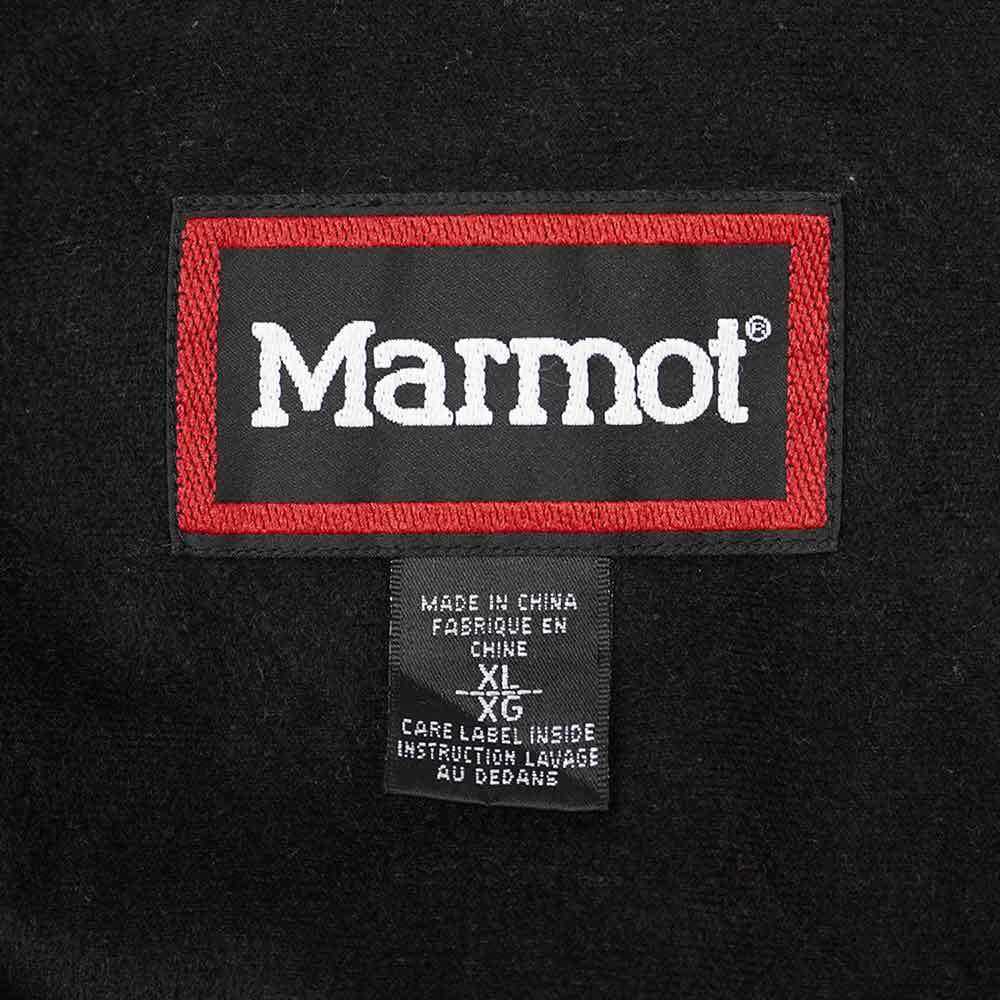 Marmot®
MADE IN CHINA
FABRIQUE EN
CHINE
XL
XG
CARE LABEL INSIDE
INSTRUCTION LAVAGE
AU DEDANS